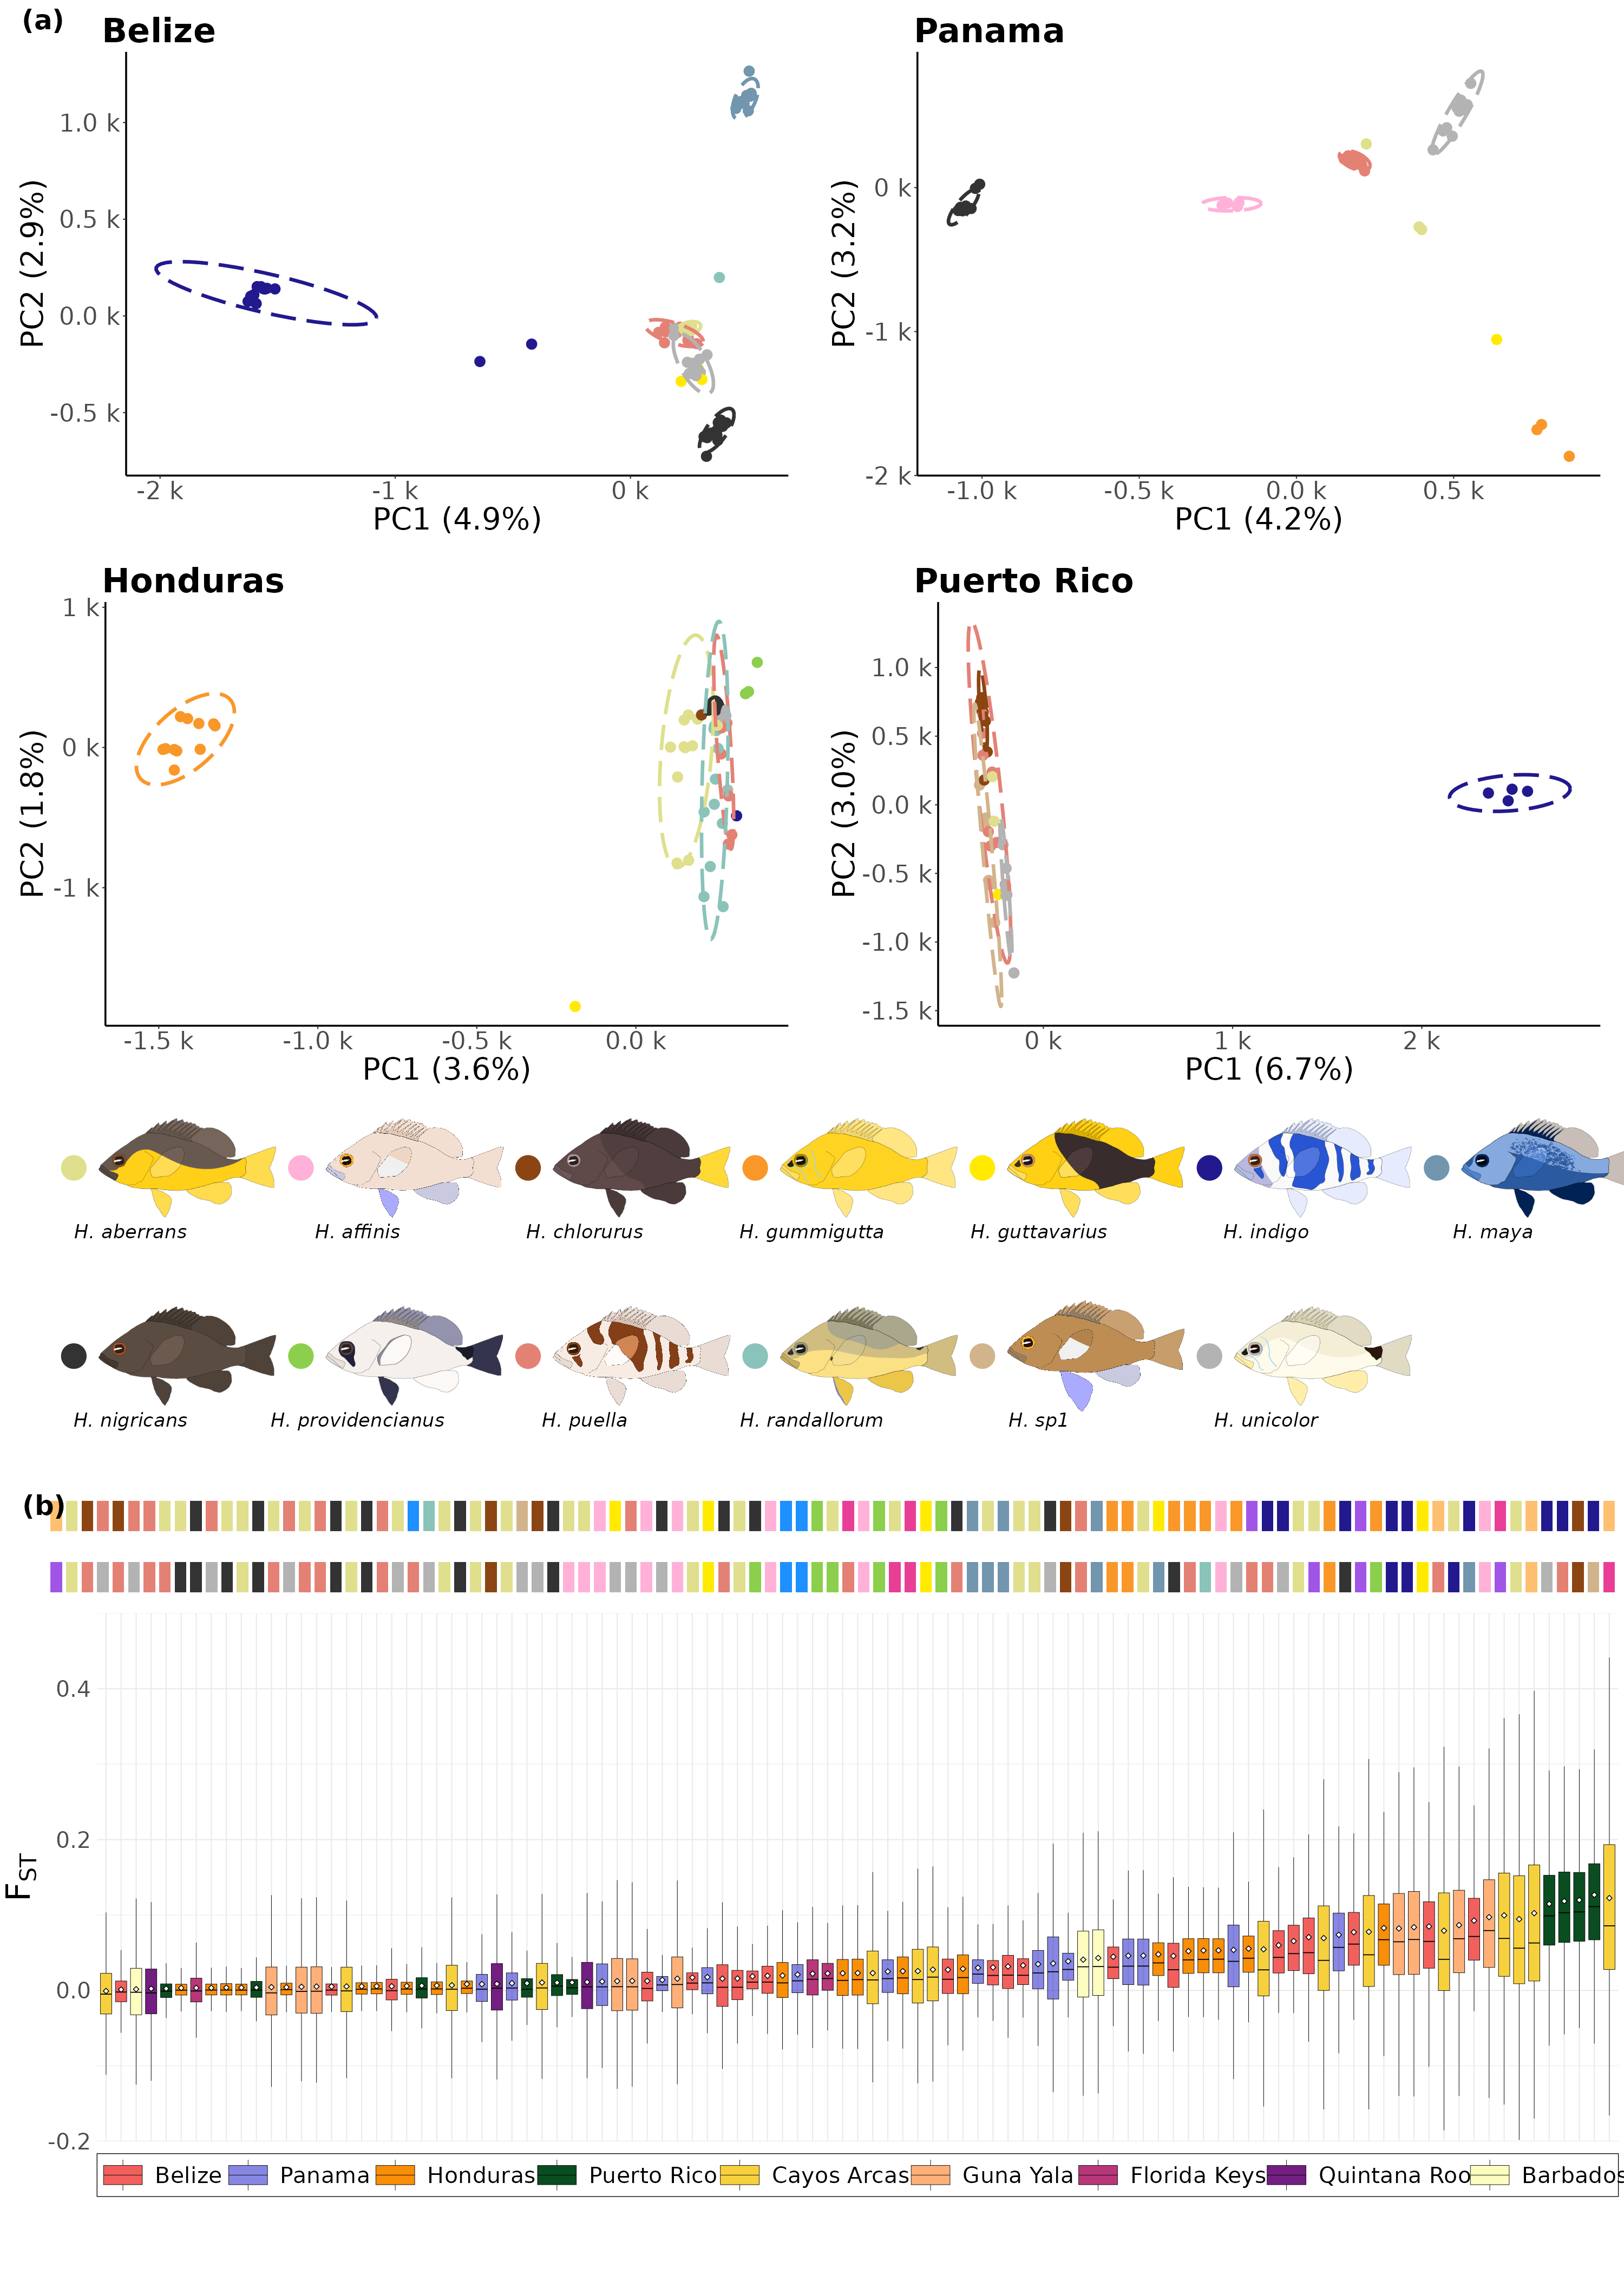 (a)
Belize
PC2 (2.9%)
1.0 k
0.5 k
0.0 k
-0.5 k
-2 k
-1 k
0 k
PC1 (4.9%)
Panama
PC2 (3.2%)
0 k
-1 k
-2 k
-1.0 k
-0.5 k
0.0 k
0.5 k
PC1 (4.2%)
Honduras
PC2 (1.8%)
1 k
0 k
-1 k
-1.5 k
-1.0 k
-0.5 k
0.0 k
PC1 (3.6%)
Puerto Rico
PC2 (3.0%)
1.0 k
0.5 k
0.0 k
-0.5 k
-1.0 k
-1.5 k
0 k
1 k
2 k
PC1 (6.7%)
H. aberrans
H. affinis
H. chlorurus
H. gummigutta
H. guttavarius
H. indigo
H. maya
H. nigricans
H. providencianus
H. puella
H. randallorum
H. sp1
H. unicolor
(b)
FST
0.4
0.2
0.0
-0.2
Belize
Panama
Honduras
Puerto Rico
Cayos Arcas
Guna Yala
Florida Keys
Quintana Roo
Barbados